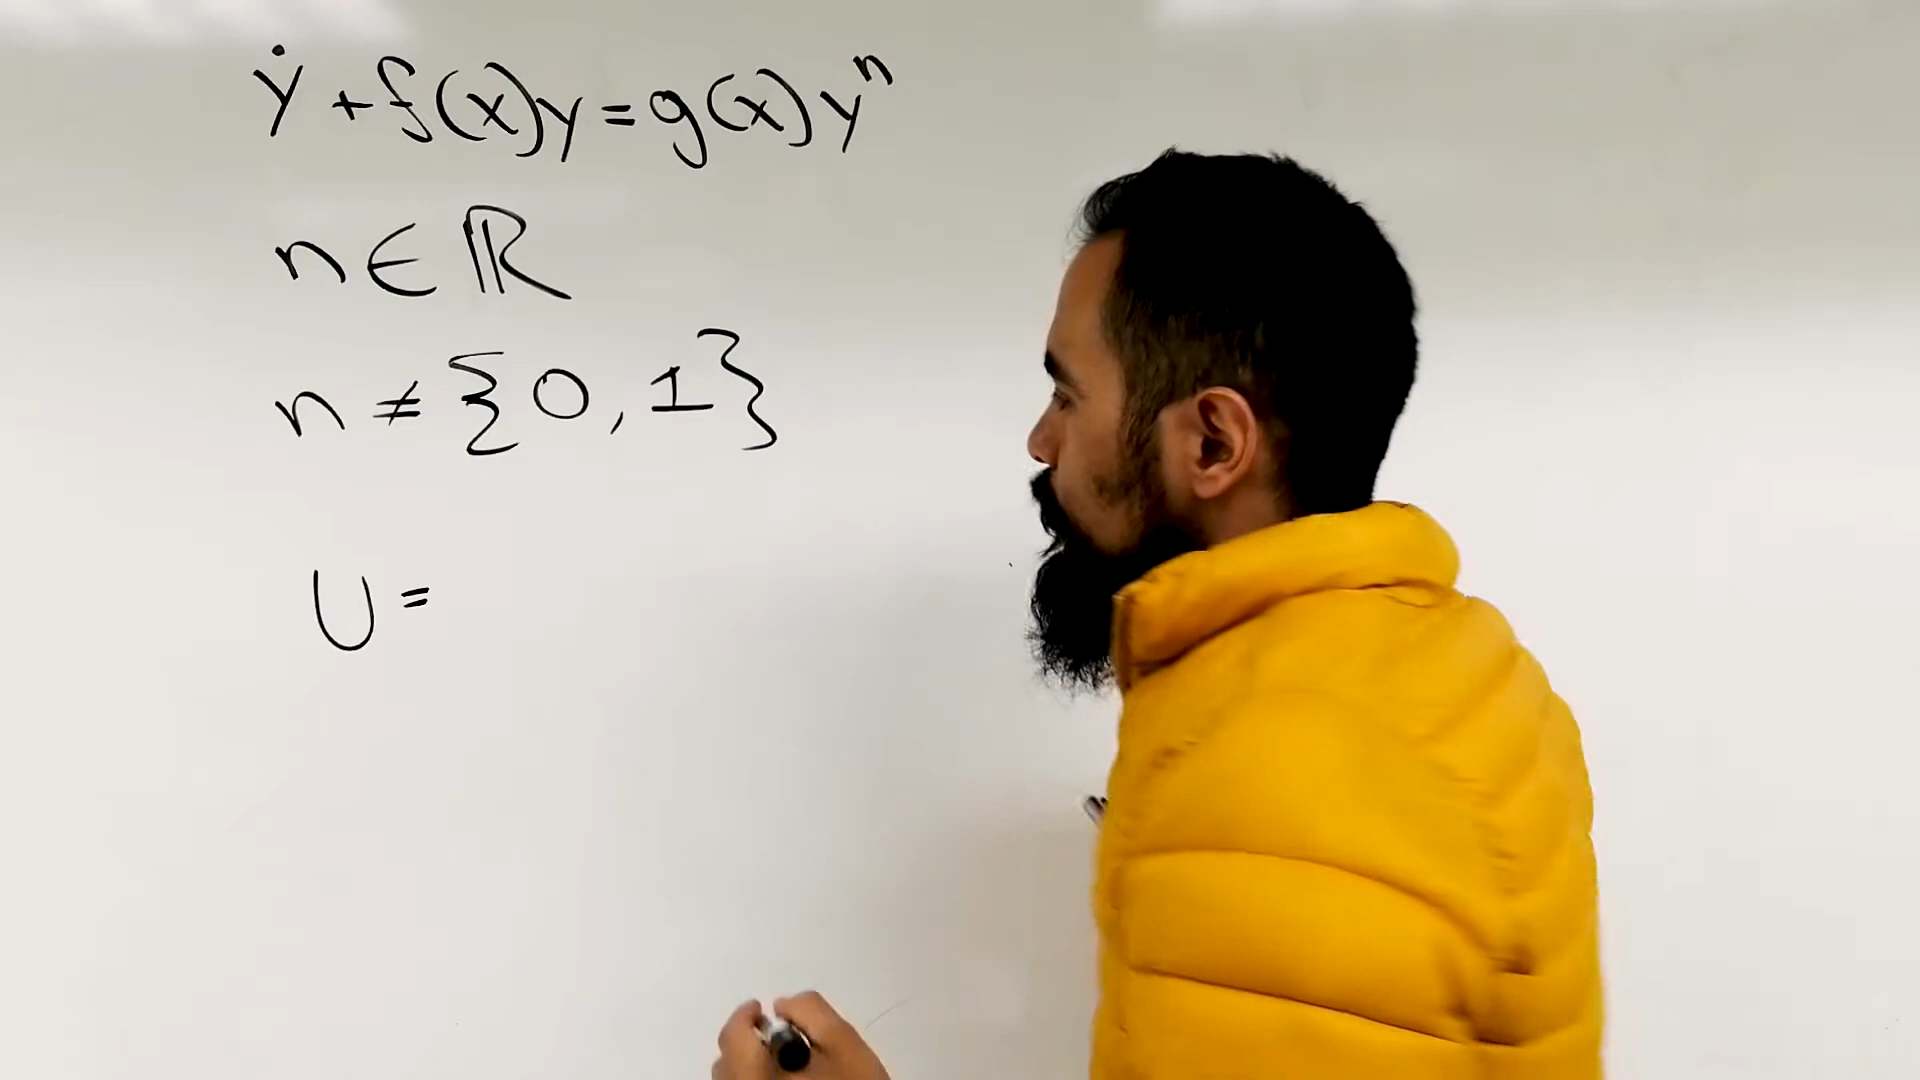 ẏ + f(x)y = g(x)yⁿ
n ∈ ℝ
n ≠ {0, 1}
U =